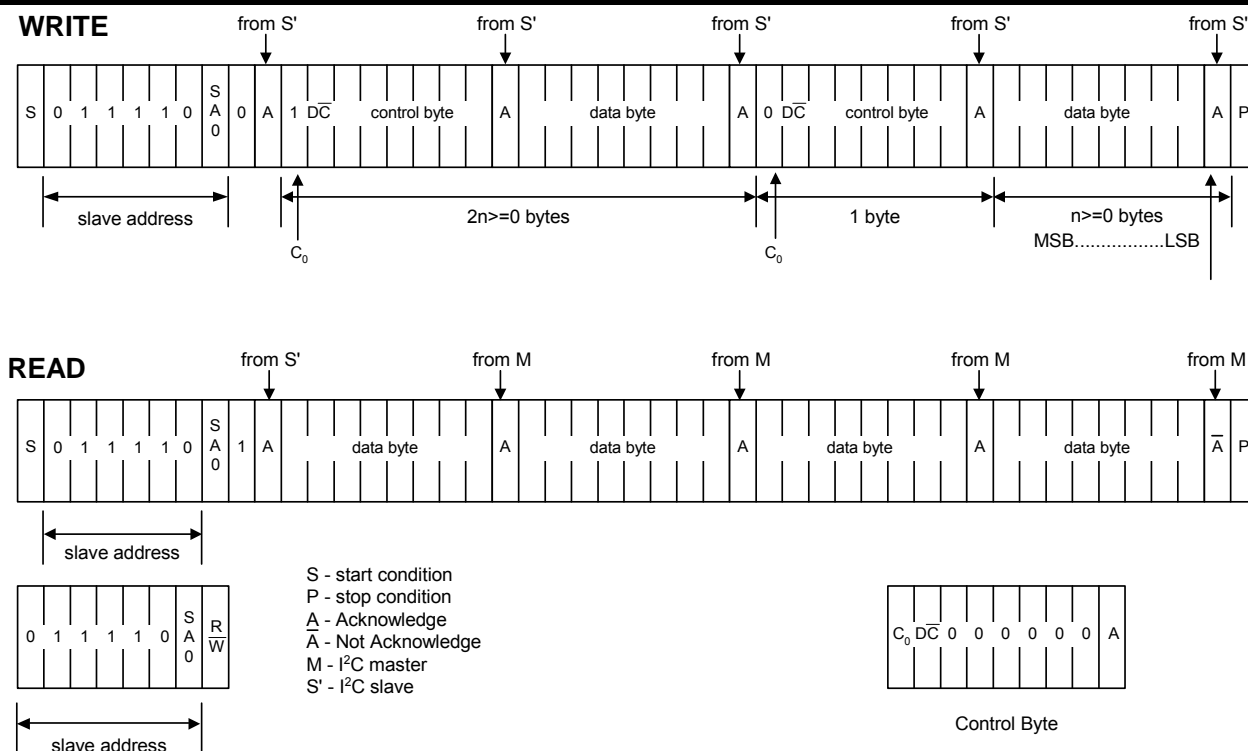 WRITE
from S' from S' from S' from S' from S'
S 0 1 1 1 1 0 SA0 0 A 1 DC̅ control byte A data byte A 0 DC̅ control byte A data byte A P
slave address 2n>=0 bytes 1 byte n>=0 bytes
MSB.................LSB
C₀ C₀
READ
from S' from M from M from M from M
S 0 1 1 1 1 0 SA0 1 A data byte A data byte A data byte A data byte A̅ P
slave address
0 1 1 1 1 0 SA0 R/W̅
slave address
S - start condition
P - stop condition
A - Acknowledge
A̅ - Not Acknowledge
M - I²C master
S' - I²C slave
C₀ DC̅ 0 0 0 0 0 0 A
Control Byte